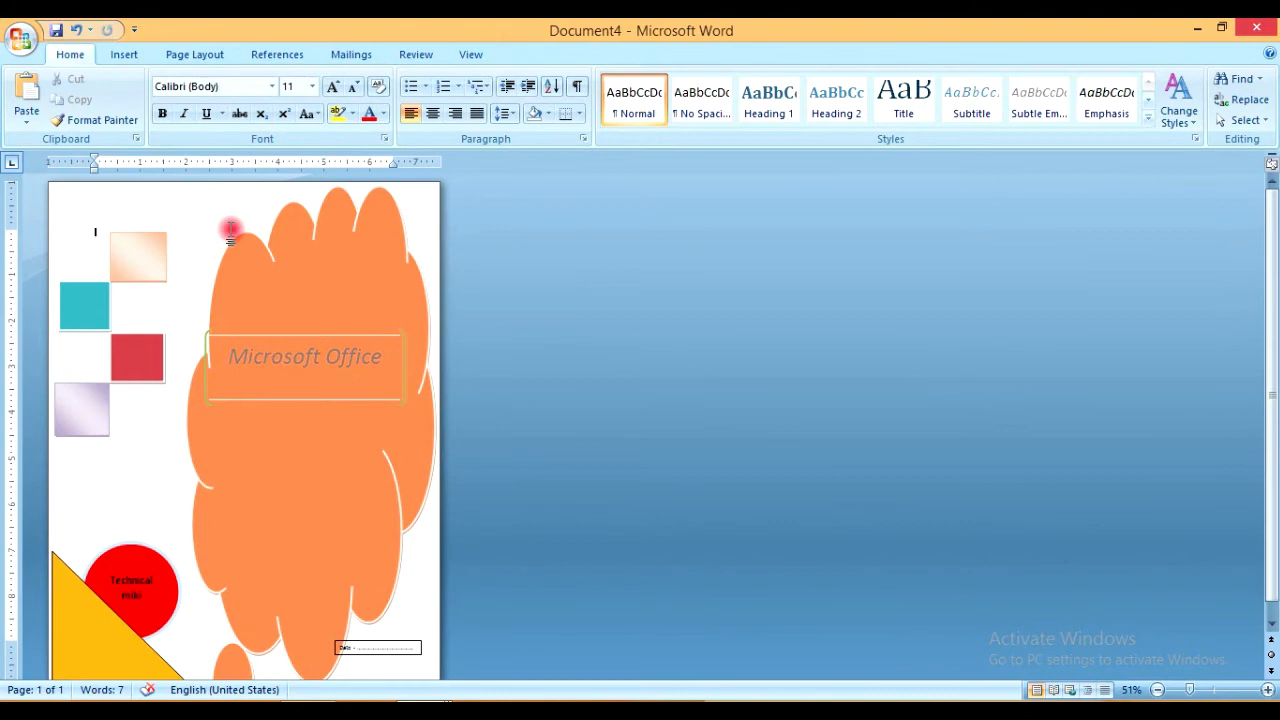 Document4 - Microsoft Word
Home Insert Page Layout References Mailings Review View
Paste
Cut
Copy
Format Painter
Clipboard
Calibri (Body) 11
Font
Paragraph
AaBbCcDc AaBbCcDc AaBbCc AaBbCc AaB AaBbCc. AaBbCcDc AaBbCcDc
¶ Normal ¶ No Spaci... Heading 1 Heading 2 Title Subtitle Subtle Em... Emphasis
Change Styles
Styles
Find
Replace
Select
Editing
Microsoft Office
Technical
miki
Activate Windows
Go to PC settings to activate Windows.
Page: 1 of 1 Words: 7 English (United States) 51%